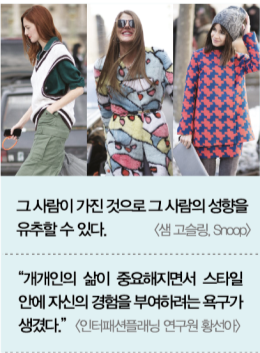 그 사람이 가진 것으로 그 사람의 성향을
유추할 수 있다. 〈샘 고슬링, Snoop〉
“개개인의 삶이 중요해지면서 스타일
안에 자신의 경험을 부여하려는 욕구가
생겼다.” 〈인터패션플래닝 연구원 황선아〉